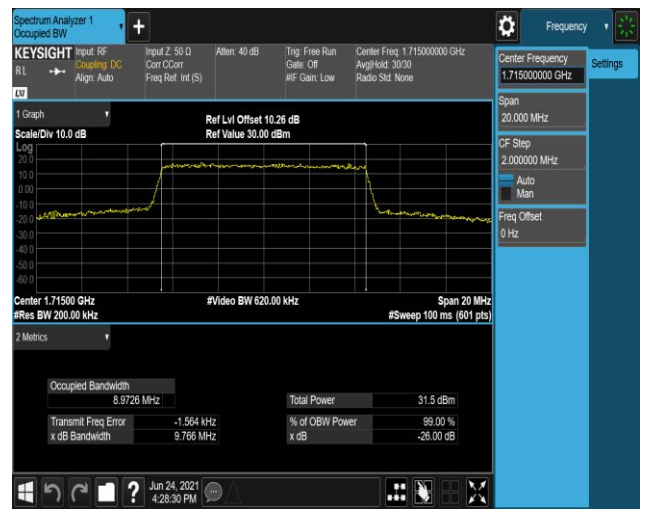 Spectrum Analyzer 1
Occupied BW
+
Frequency
KEYSIGHT
R L
LXI
Input: RF
Coupling: DC
Align: Auto
Input Z: 50 Ω
Corr CCorr
Freq Ref: Int (S)
Atten: 40 dB
Trig: Free Run
Gate: Off
#IF Gain: Low
Center Freq: 1.715000000 GHz
Avg|Hold: 30/30
Radio Std: None
Center Frequency
1.715000000 GHz
Settings
Span
20.000 MHz
CF Step
2.000000 MHz
Auto
Man
Freq Offset
0 Hz
1 Graph
Scale/Div 10.0 dB
Ref Lvl Offset 10.26 dB
Ref Value 30.00 dBm
Log
20.0
10.0
0.00
-10.0
-20.0
-30.0
-40.0
-50.0
-60.0
Center 1.71500 GHz
#Video BW 620.00 kHz
Span 20 MHz
#Res BW 200.00 kHz
#Sweep 100 ms (601 pts)
2 Metrics
Occupied Bandwidth
8.9726 MHz
Total Power 31.5 dBm
Transmit Freq Error -1.564 kHz
% of OBW Power 99.00 %
x dB Bandwidth 9.766 MHz
x dB -26.00 dB
?
Jun 24, 2021
4:28:30 PM